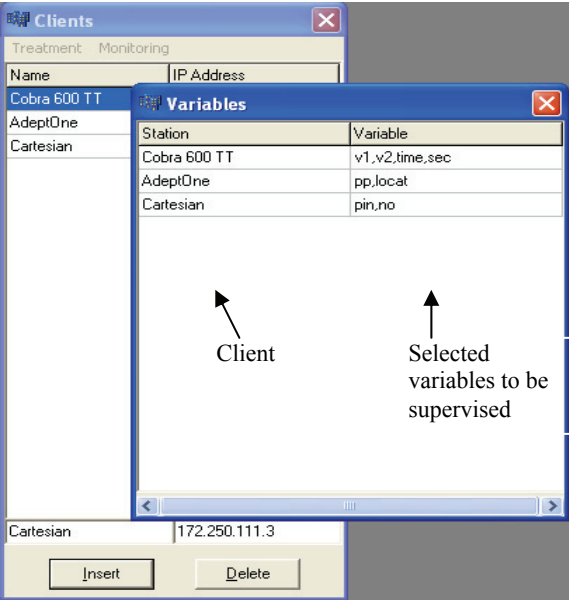 Clients
Treatment Monitoring
Name IP Address
Cobra 600 TT
AdeptOne
Cartesian
Variables
Station Variable
Cobra 600 TT v1,v2,time,sec
AdeptOne pp,locat
Cartesian pin,no
Client
Selected
variables to be
supervised
Cartesian 172.250.111.3
Insert Delete